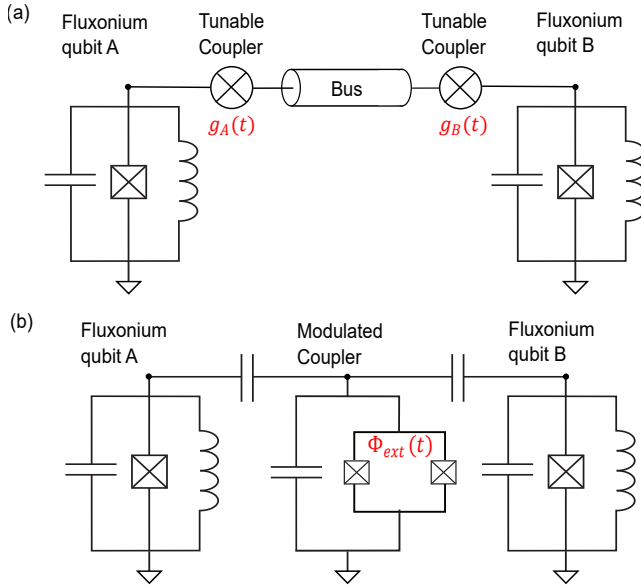 (a)
Fluxonium
qubit A
Tunable
Coupler
Tunable
Coupler
Fluxonium
qubit B
Bus
g_A(t)
g_B(t)
(b)
Fluxonium
qubit A
Modulated
Coupler
Fluxonium
qubit B
Φ_ext(t)